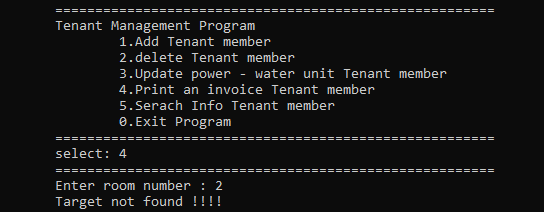 =======================================================
Tenant Management Program
1.Add Tenant member
2.delete Tenant member
3.Update power - water unit Tenant member
4.Print an invoice Tenant member
5.Serach Info Tenant member
0.Exit Program
=======================================================
select: 4
=======================================================
Enter room number : 2
Target not found !!!!